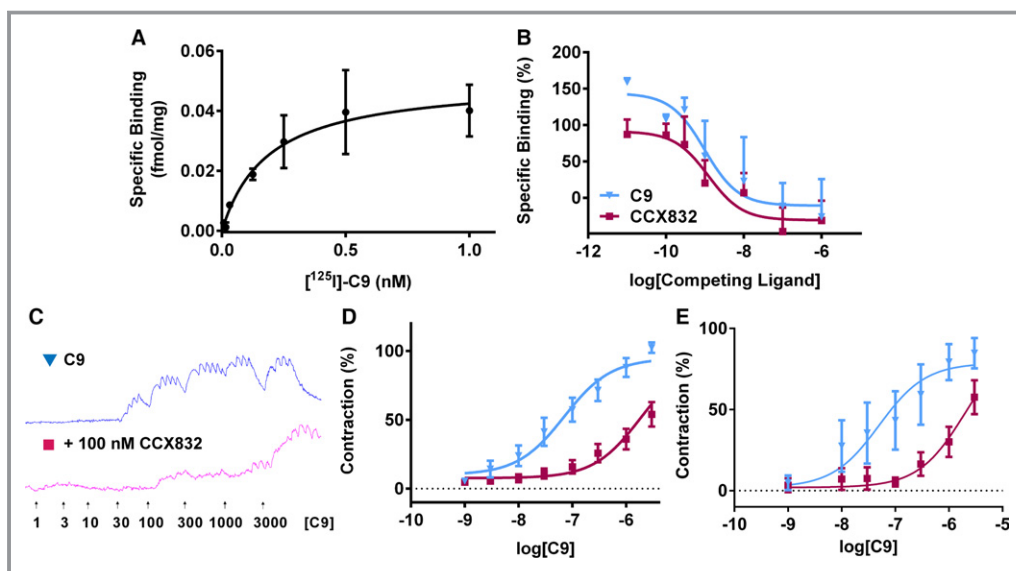 A
0.06
0.04
0.02
0.00
Specific Binding
(fmol/mg)
0.0
0.5
1.0
[¹²⁵I]-C9 (nM)
B
200
150
100
50
0
Specific Binding (%)
C9
CCX832
-12
-10
-8
-6
-4
log[Competing Ligand]
C
C9
+ 100 nM CCX832
1 3 10 30 100 300 1000 3000 [C9]
D
100
50
0
Contraction (%)
-10 -9 -8 -7 -6 -5
log[C9]
E
100
50
0
Contraction (%)
-10 -9 -8 -7 -6 -5
log[C9]